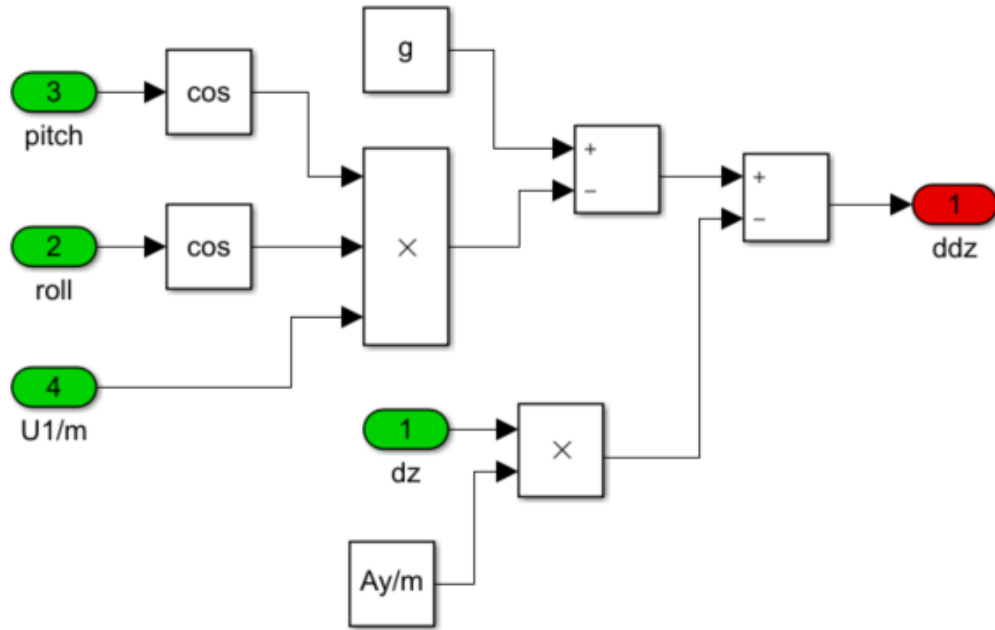 g
3
cos
pitch
+
−
+
−
1
ddz
2
cos
×
roll
4
U1/m
1
×
dz
Ay/m